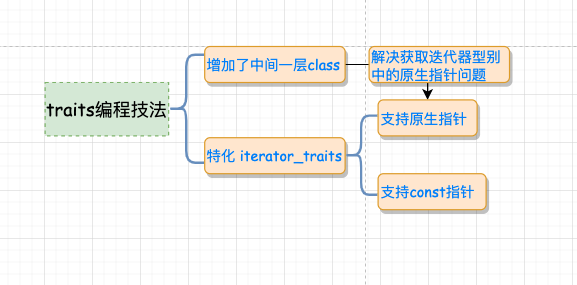 traits编程技法
增加了中间一层class
解决获取迭代器型别
中的原生指针问题
支持原生指针
特化 iterator_traits
支持const指针